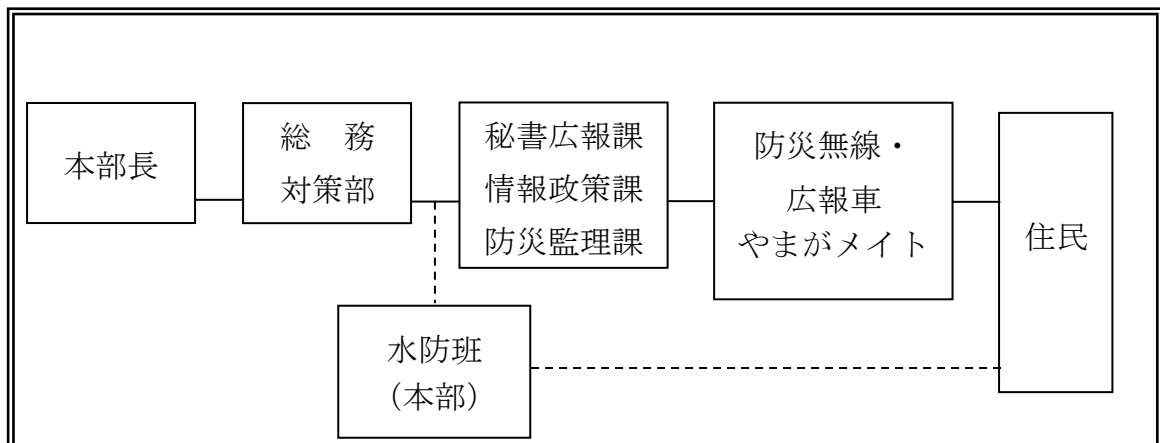 本部長
総　務
対策部
秘書広報課
情報政策課
防災監理課
防災無線・
広報車
やまがメイト
住民
水防班
（本部）